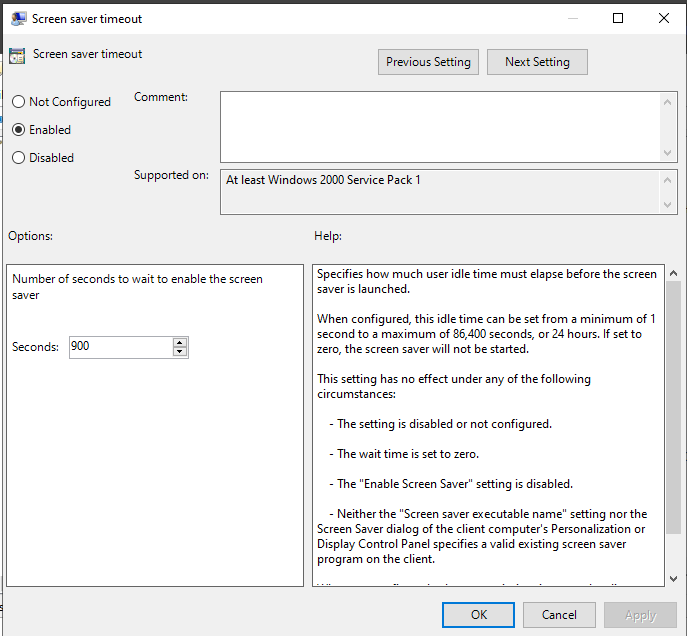 Screen saver timeout
Screen saver timeout
Previous Setting
Next Setting
Not Configured
Enabled
Disabled
Comment:
Supported on:
At least Windows 2000 Service Pack 1
Options:
Help:
Number of seconds to wait to enable the screen
saver
Seconds:
900
Specifies how much user idle time must elapse before the screen
saver is launched.
When configured, this idle time can be set from a minimum of 1
second to a maximum of 86,400 seconds, or 24 hours. If set to
zero, the screen saver will not be started.
This setting has no effect under any of the following
circumstances:
- The setting is disabled or not configured.
- The wait time is set to zero.
- The "Enable Screen Saver" setting is disabled.
- Neither the "Screen saver executable name" setting nor the
Screen Saver dialog of the client computer's Personalization or
Display Control Panel specifies a valid existing screen saver
program on the client.
OK
Cancel
Apply